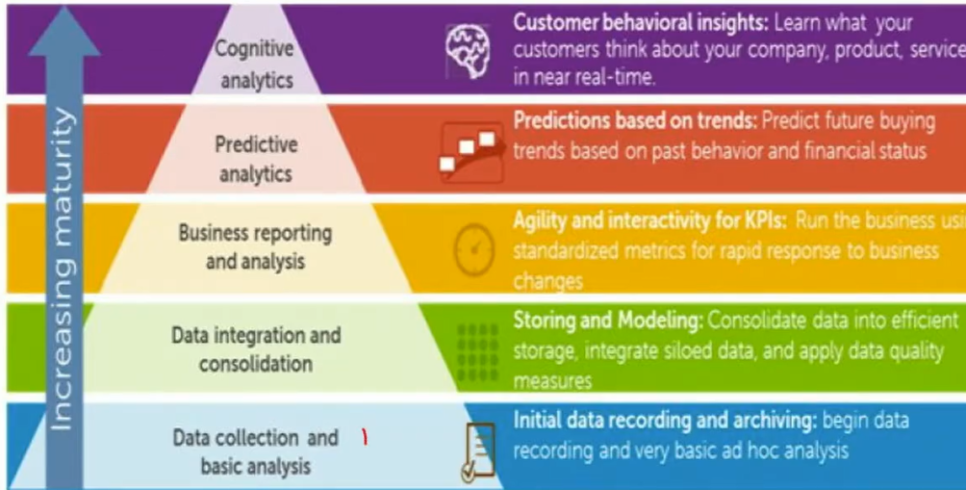 Increasing maturity
Cognitive
analytics
Customer behavioral insights: Learn what your
customers think about your company, product, service
in near real-time.
Predictive
analytics
Predictions based on trends: Predict future buying
trends based on past behavior and financial status
Business reporting
and analysis
Agility and interactivity for KPIs: Run the business usi
standardized metrics for rapid response to business
changes
Data integration and
consolidation
Storing and Modeling: Consolidate data into efficient
storage, integrate siloed data, and apply data quality
measures
Data collection and ١
basic analysis
Initial data recording and archiving: begin data
recording and very basic ad hoc analysis